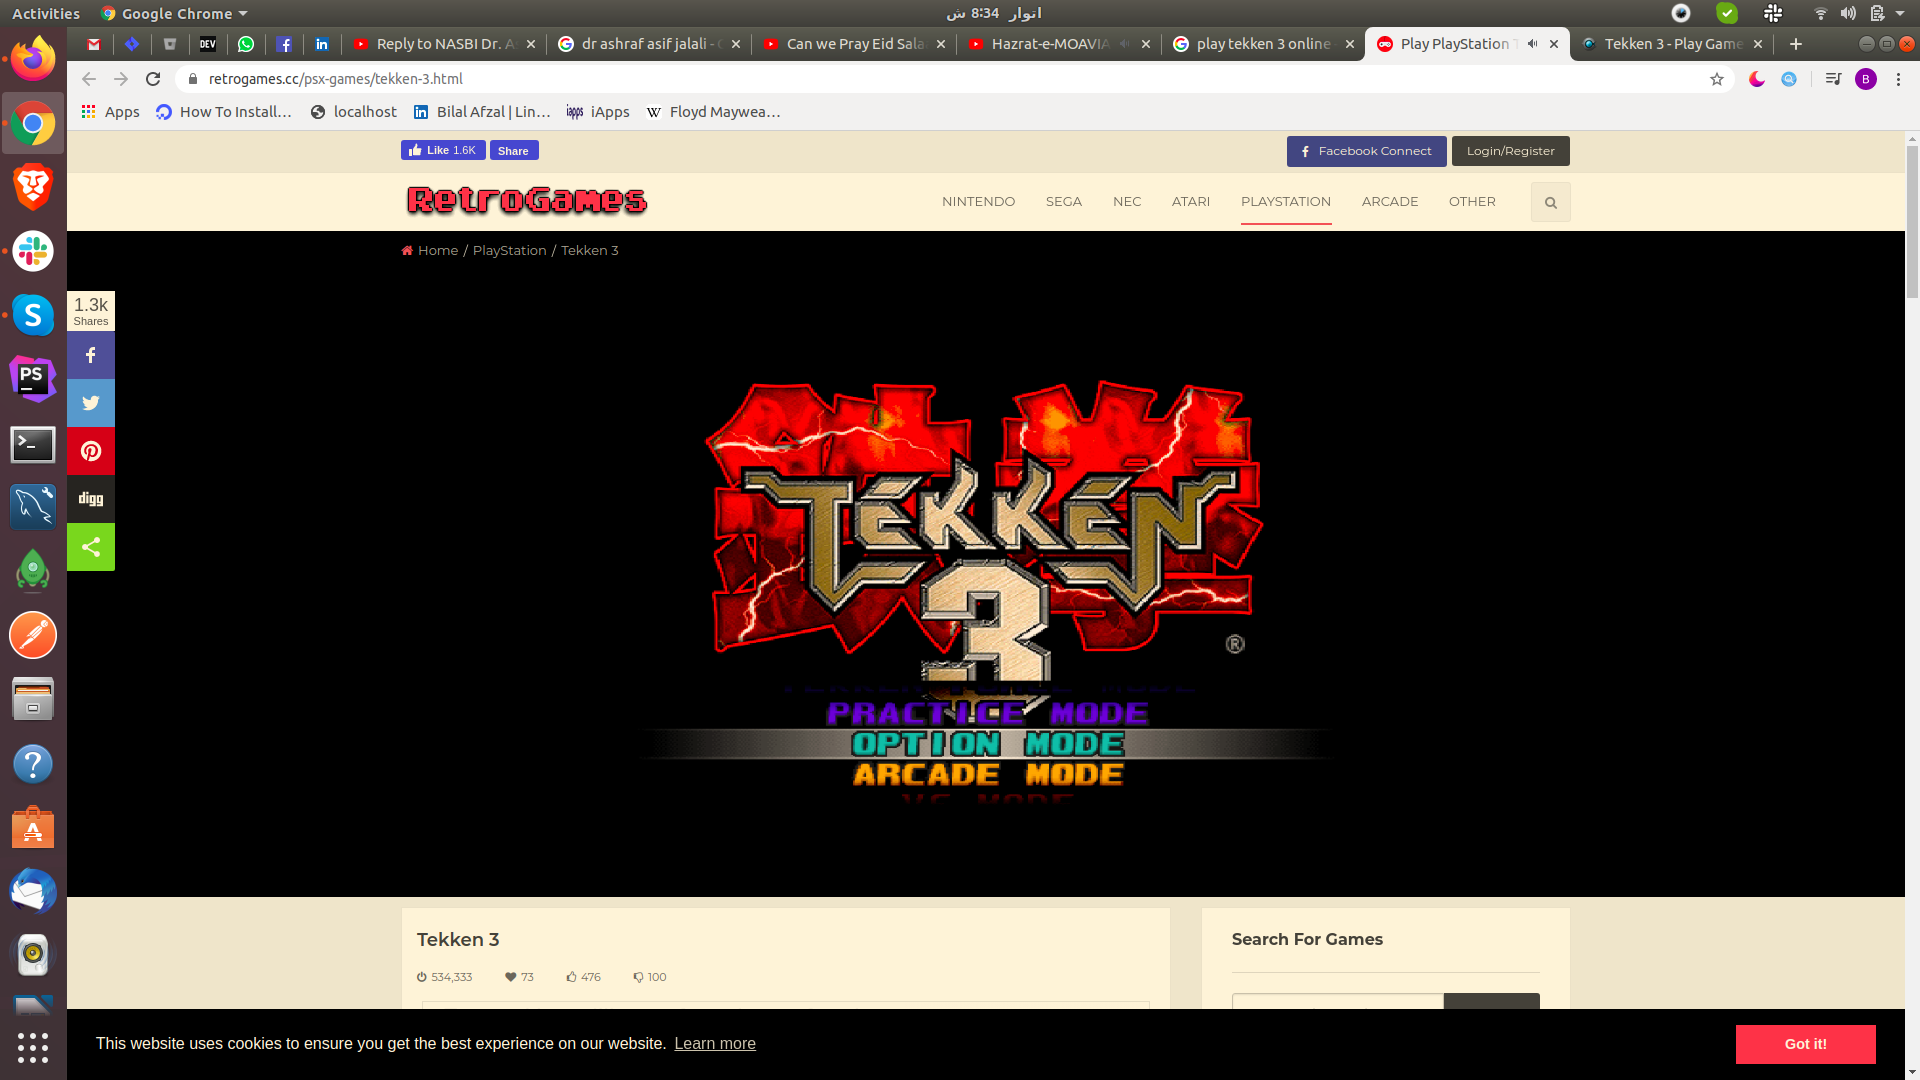 Activities
Google Chrome
اتوار 8:34 ش
DEV
Reply to NASBI Dr. A
dr ashraf asif jalali - G
Can we Pray Eid Sala
Hazrat-e-MOAVIA
play tekken 3 online -
Play PlayStation T
Tekken 3 - Play Game
retrogames.cc/psx-games/tekken-3.html
B
Apps
How To Install...
localhost
Bilal Afzal | Lin...
iapps
iApps
W
Floyd Maywea...
Like 1.6K
Share
Facebook Connect
Login/Register
RetroGames
NINTENDO
SEGA
NEC
ATARI
PLAYSTATION
ARCADE
OTHER
Home / PlayStation / Tekken 3
1.3k
Shares
digg
PS
TEKKEN
3
®
PRACTICE MODE
OPTION MODE
ARCADE MODE
VS MODE
Tekken 3
534,333
73
476
100
Search For Games
This website uses cookies to ensure you get the best experience on our website. Learn more
Got it!